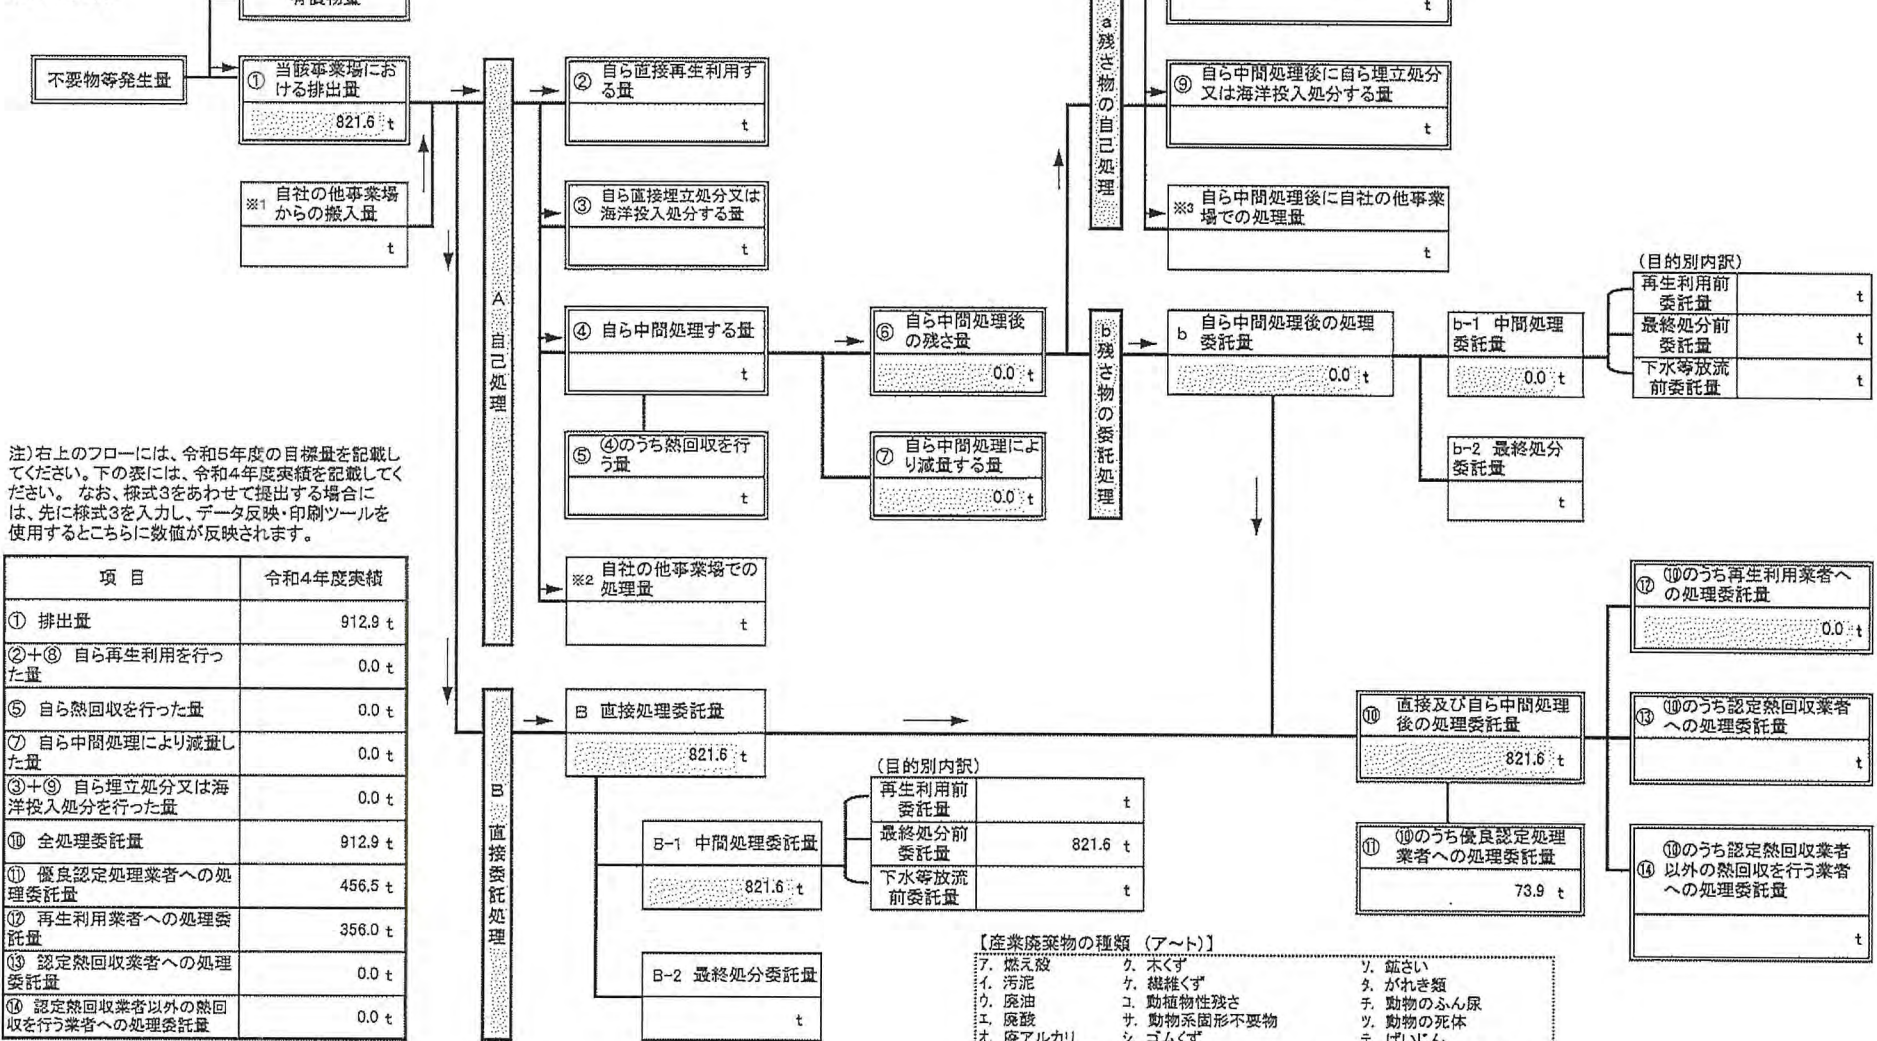 有価物量
t
不要物等発生量
① 当該事業場にお
ける排出量
821.6 t
※1 自社の他事業場
からの搬入量
t
A 自己処理
② 自ら直接再生利用す
る量
t
③ 自ら直接埋立処分又は
海洋投入処分する量
t
④ 自ら中間処理する量
t
⑤ ④のうち熱回収を行
う量
t
※2 自社の他事業場での
処理量
t
⑥ 自ら中間処理後
の残さ量
0.0 t
⑦ 自ら中間処理によ
り減量する量
0.0 t
a 残さ物の自己処理
⑨ 自ら中間処理後に自ら埋立処分
又は海洋投入処分する量
t
※3 自ら中間処理後に自社の他事業
場での処理量
t
b 残さ物の委託処理
b 自ら中間処理後の処理
委託量
0.0 t
b-1 中間処理
委託量
0.0 t
b-2 最終処分
委託量
t
(目的別内訳)
再生利用前
委託量 t
最終処分前
委託量 t
下水等放流
前委託量 t
注)右上のフローには、令和5年度の目標量を記載し
てください。下の表には、令和4年度実績を記載してく
ださい。 なお、様式3をあわせて提出する場合に
は、先に様式3を入力し、データ反映・印刷ツールを
使用するとこちらに数値が反映されます。
項 目 令和4年度実績
① 排出量 912.9 t
②+⑧ 自ら再生利用を行っ
た量 0.0 t
⑤ 自ら熱回収を行った量 0.0 t
⑦ 自ら中間処理により減量し
た量 0.0 t
③+⑨ 自ら埋立処分又は海
洋投入処分を行った量 0.0 t
⑩ 全処理委託量 912.9 t
⑪ 優良認定処理業者への処
理委託量 456.5 t
⑫ 再生利用業者への処理委
託量 356.0 t
⑬ 認定熱回収業者への処理
委託量 0.0 t
⑭ 認定熱回収業者以外の熱回
収を行う業者への処理委託量 0.0 t
B 直接委託処理
B 直接処理委託量
821.6 t
B-1 中間処理委託量
821.6 t
B-2 最終処分委託量
t
(目的別内訳)
再生利用前
委託量 t
最終処分前
委託量 821.6 t
下水等放流
前委託量 t
⑩ 直接及び自ら中間処理
後の処理委託量
821.6 t
⑪ ⑩のうち優良認定処理
業者への処理委託量
73.9 t
⑫ ⑩のうち再生利用業者へ
の処理委託量
0.0 t
⑬ ⑩のうち認定熱回収業者
への処理委託量
t
⑭ ⑩のうち認定熱回収業者
以外の熱回収を行う業者
への処理委託量
t
【産業廃棄物の種類 (ア~ト)】
ア. 燃え殻 ク. 木くず ソ. 鉱さい
イ. 汚泥 ケ. 繊維くず タ. がれき類
ウ. 廃油 コ. 動植物性残さ チ. 動物のふん尿
エ. 廃酸 サ. 動物系固形不要物 ツ. 動物の死体
オ. 廃アルカリ シ. ゴムくず テ. ばいじん